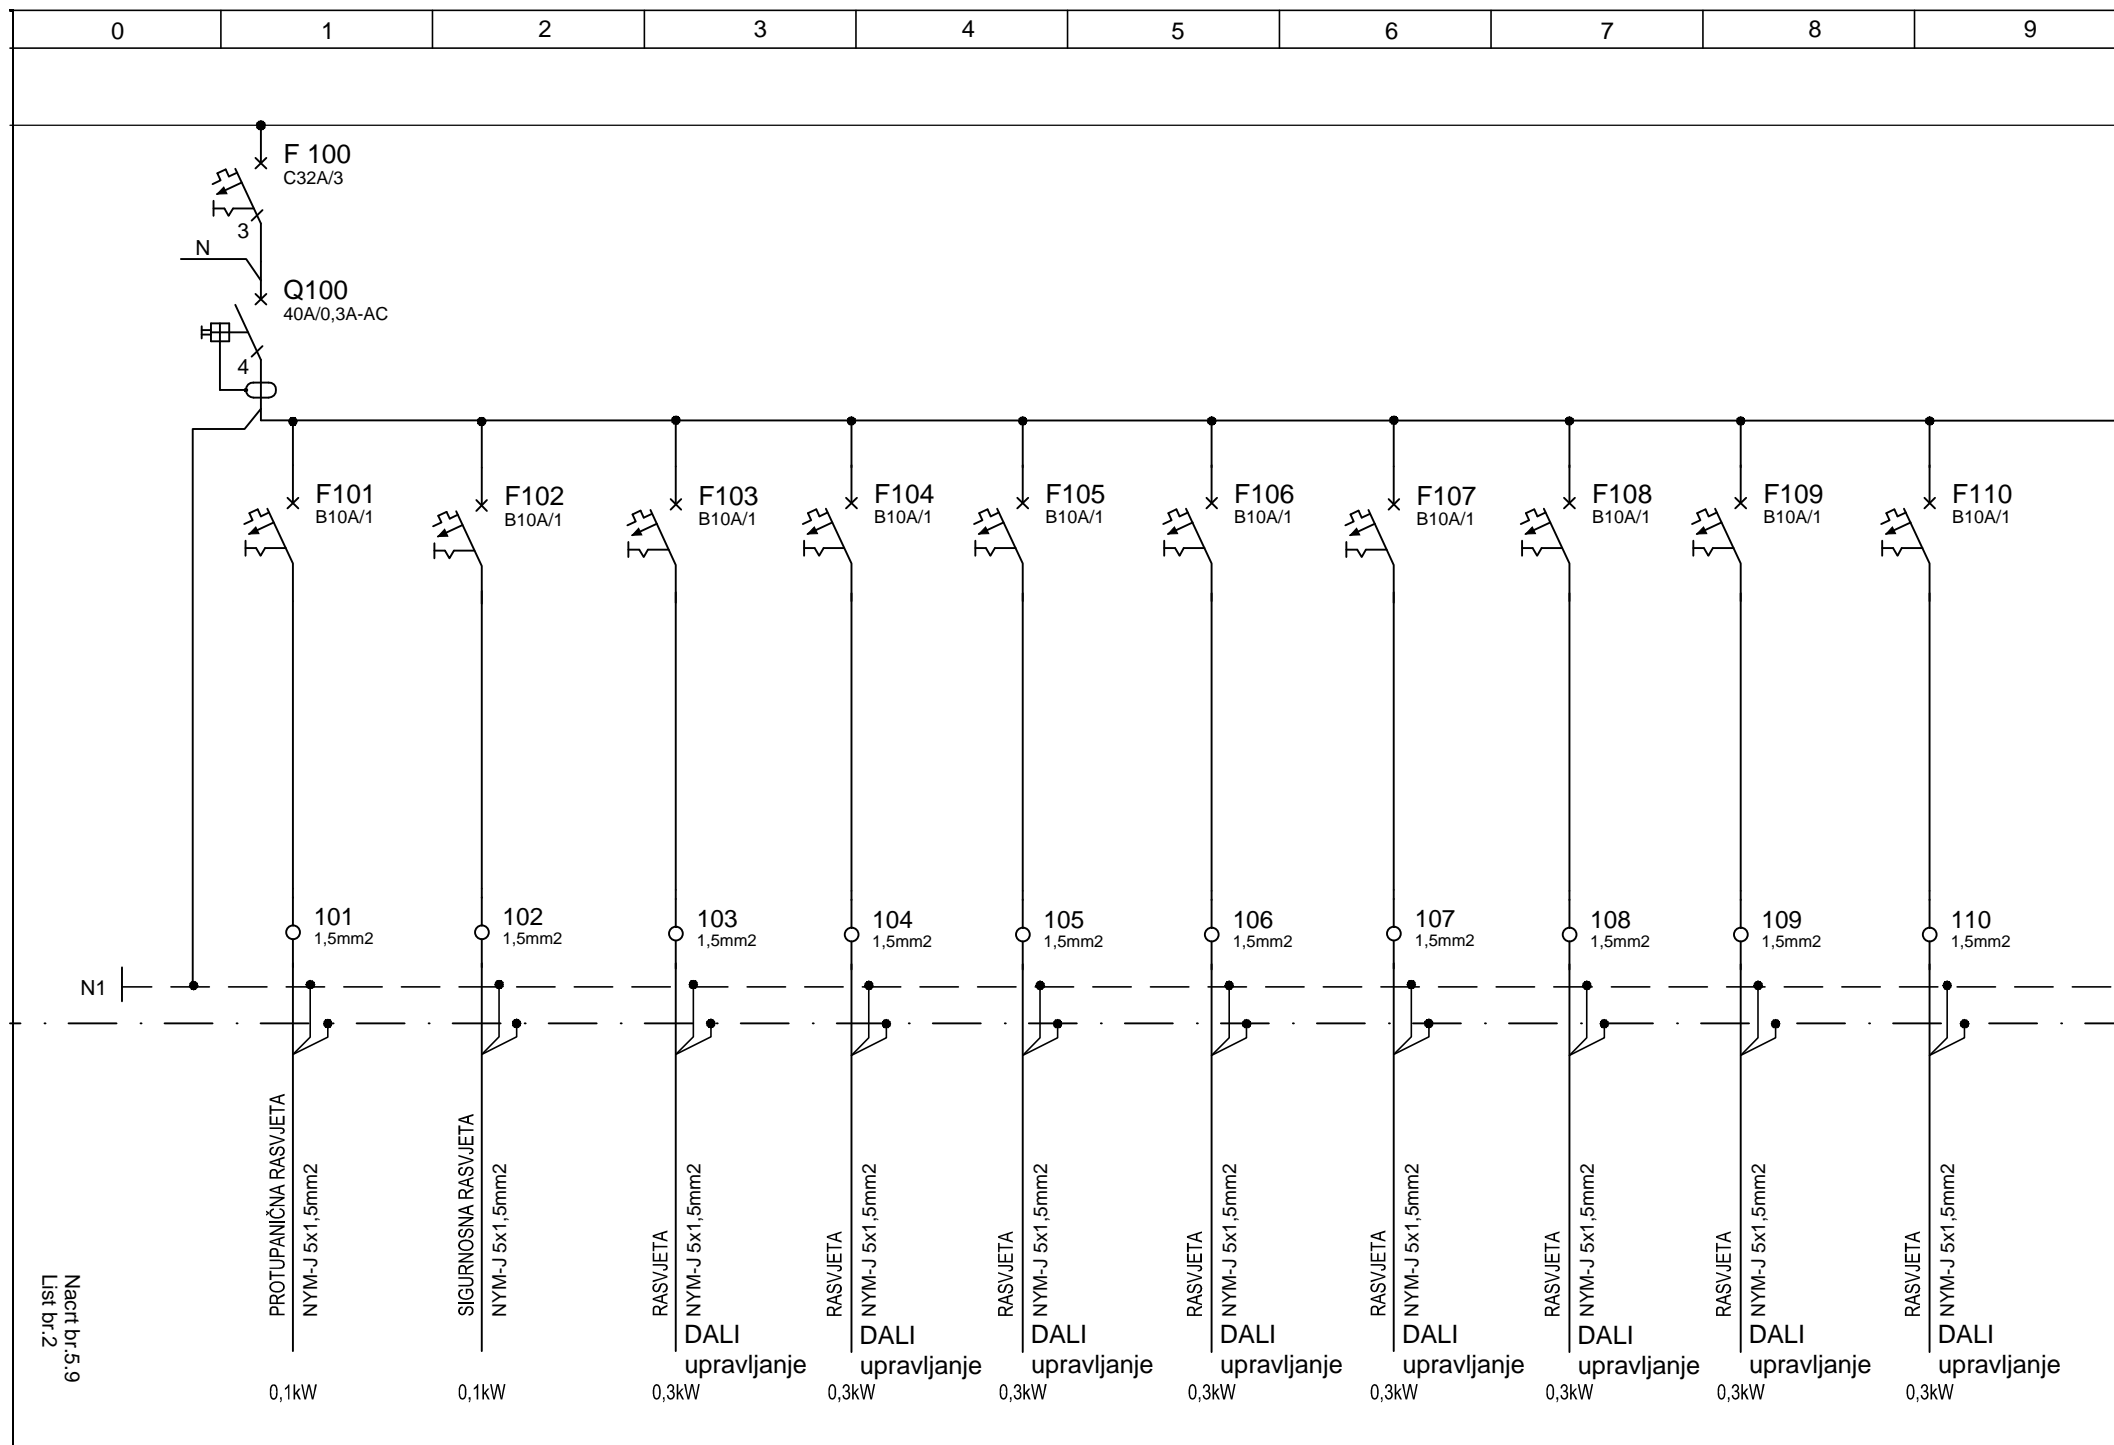 0 1 2 3 4 5 6 7 8 9
F 100
C32A/3
3
N
Q100
40A/0,3A-AC
4
F101 F102 F103 F104 F105 F106 F107 F108 F109 F110
B10A/1 B10A/1 B10A/1 B10A/1 B10A/1 B10A/1 B10A/1 B10A/1 B10A/1 B10A/1
101 102 103 104 105 106 107 108 109 110
1,5mm2 1,5mm2 1,5mm2 1,5mm2 1,5mm2 1,5mm2 1,5mm2 1,5mm2 1,5mm2 1,5mm2
N1
PROTUPANIČNA RASVJETA
NYM-J 5x1,5mm2
SIGURNOSNA RASVJETA
NYM-J 5x1,5mm2
RASVJETA
NYM-J 5x1,5mm2
RASVJETA
NYM-J 5x1,5mm2
RASVJETA
NYM-J 5x1,5mm2
RASVJETA
NYM-J 5x1,5mm2
RASVJETA
NYM-J 5x1,5mm2
RASVJETA
NYM-J 5x1,5mm2
RASVJETA
NYM-J 5x1,5mm2
RASVJETA
NYM-J 5x1,5mm2
DALI DALI DALI DALI DALI DALI DALI DALI
upravljanje upravljanje upravljanje upravljanje upravljanje upravljanje upravljanje upravljanje
0,1kW 0,1kW 0,3kW 0,3kW 0,3kW 0,3kW 0,3kW 0,3kW 0,3kW 0,3kW
Nacrt br.5.9
List br.2